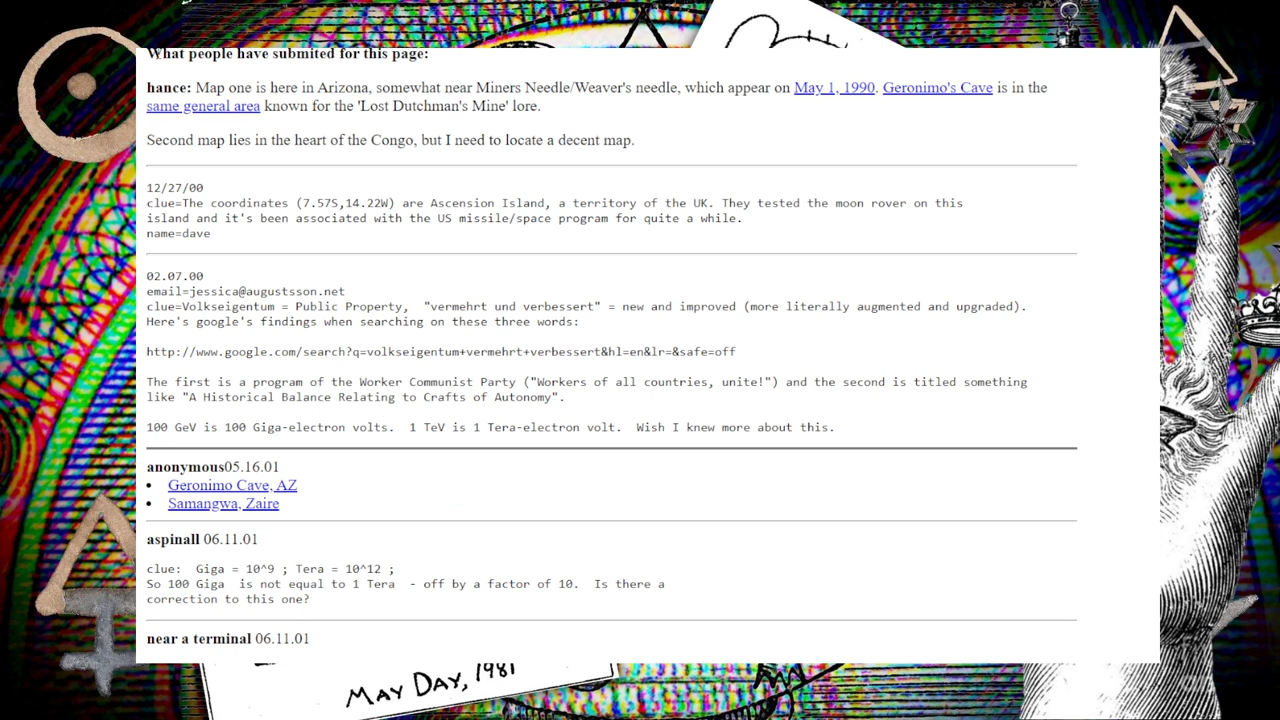 What people have submited for this page:
hance: Map one is here in Arizona, somewhat near Miners Needle/Weaver's needle, which appear on May 1, 1990. Geronimo's Cave is in the
same general area known for the 'Lost Dutchman's Mine' lore.
Second map lies in the heart of the Congo, but I need to locate a decent map.
12/27/00
clue=The coordinates (7.57S,14.22W) are Ascension Island, a territory of the UK. They tested the moon rover on this
island and it's been associated with the US missile/space program for quite a while.
name=dave
02.07.00
email=jessica@augustsson.net
clue=Volkseigentum = Public Property,  "vermehrt und verbessert" = new and improved (more literally augmented and upgraded).
Here's google's findings when searching on these three words:
http://www.google.com/search?q=volkseigentum+vermehrt+verbessert&hl=en&lr=&safe=off
The first is a program of the Worker Communist Party ("Workers of all countries, unite!") and the second is titled something
like "A Historical Balance Relating to Crafts of Autonomy".
100 GeV is 100 Giga-electron volts.  1 TeV is 1 Tera-electron volt.  Wish I knew more about this.
anonymous05.16.01
• Geronimo Cave, AZ
• Samangwa, Zaire
aspinall 06.11.01
clue:  Giga = 10^9 ; Tera = 10^12 ;
So 100 Giga  is not equal to 1 Tera  - off by a factor of 10.  Is there a
correction to this one?
near a terminal 06.11.01
MAY DAY, 1981